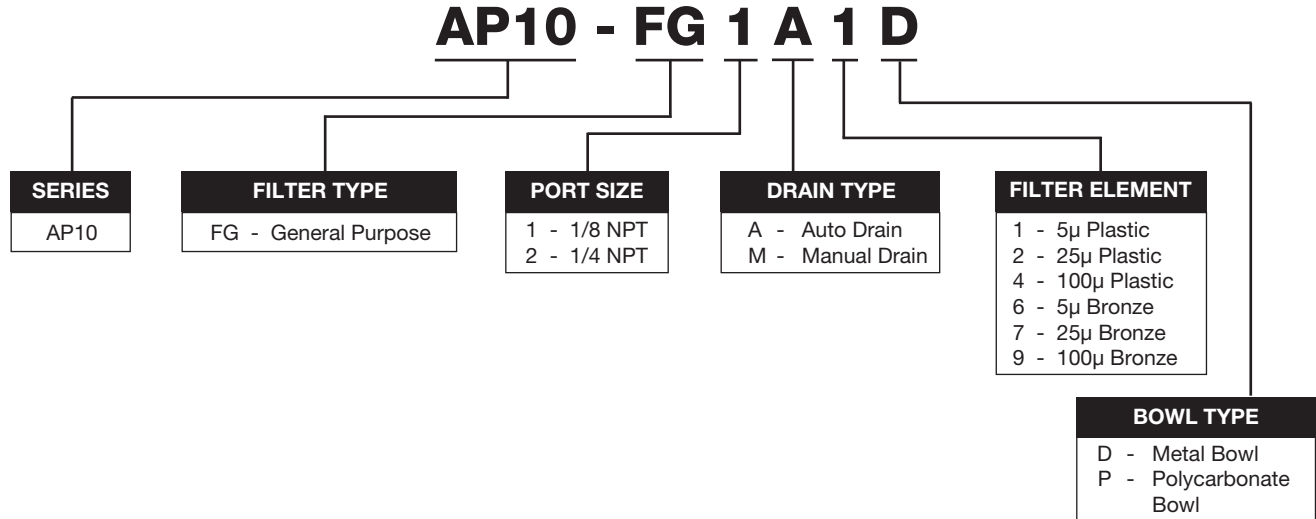 AP10 - FG 1 A 1 D
SERIES
AP10
FILTER TYPE
FG - General Purpose
PORT SIZE
1 - 1/8 NPT
2 - 1/4 NPT
DRAIN TYPE
A - Auto Drain
M - Manual Drain
FILTER ELEMENT
1 - 5µ Plastic
2 - 25µ Plastic
4 - 100µ Plastic
6 - 5µ Bronze
7 - 25µ Bronze
9 - 100µ Bronze
BOWL TYPE
D - Metal Bowl
P - Polycarbonate
Bowl